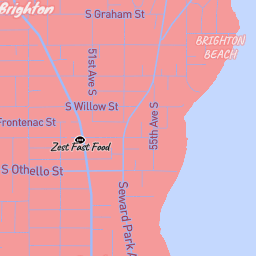 Brighton
S Graham St
51st Ave S
BRIGHTON
BEACH
S Willow St
55th Ave S
Frontenac St
Zest Fast Food
S Othello St
Seward Park A